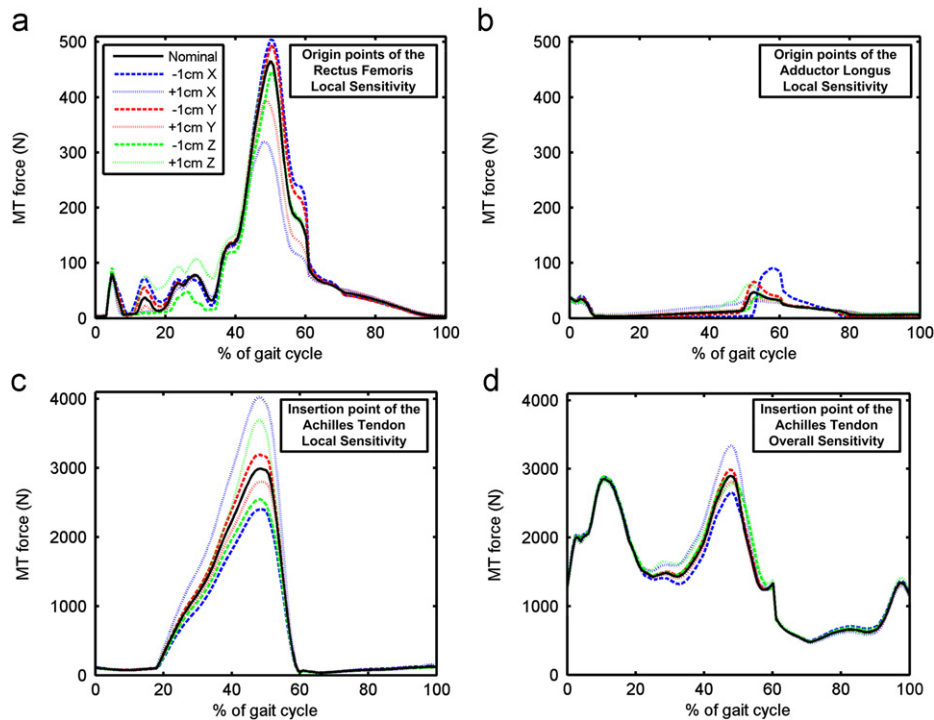 a
500
400
300
200
100
0
MT force (N)
0 20 40 60 80 100
% of gait cycle
Nominal
-1cm X
+1cm X
-1cm Y
+1cm Y
-1cm Z
+1cm Z
Origin points of the
Rectus Femoris
Local Sensitivity
b
500
400
300
200
100
0
MT force (N)
0 20 40 60 80 100
% of gait cycle
Origin points of the
Adductor Longus
Local Sensitivity
c
4000
3000
2000
1000
0
MT force (N)
0 20 40 60 80 100
% of gait cycle
Insertion point of the
Achilles Tendon
Local Sensitivity
d
4000
3000
2000
1000
0
MT force (N)
0 20 40 60 80 100
% of gait cycle
Insertion point of the
Achilles Tendon
Overall Sensitivity